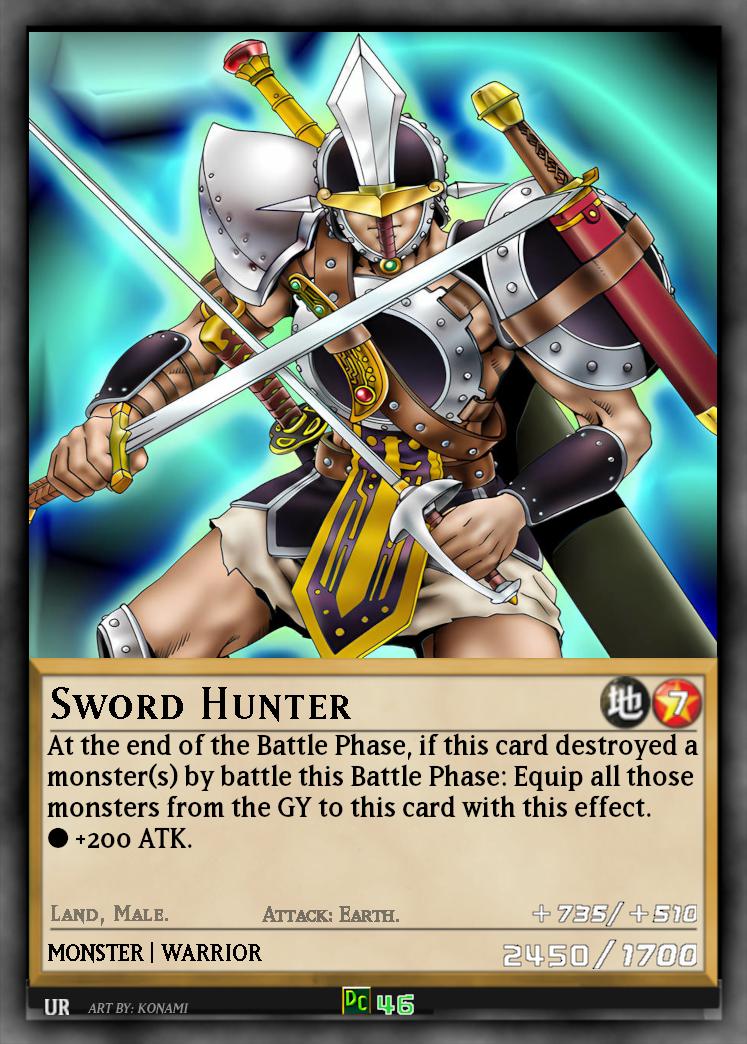 Sword Hunter 地 7
At the end of the Battle Phase, if this card destroyed a
monster(s) by battle this Battle Phase: Equip all those
monsters from the GY to this card with this effect.
● +200 ATK.
Land, Male. Attack: Earth. +735/+510
MONSTER | WARRIOR 2450/1700
UR ART BY: KONAMI DC 46